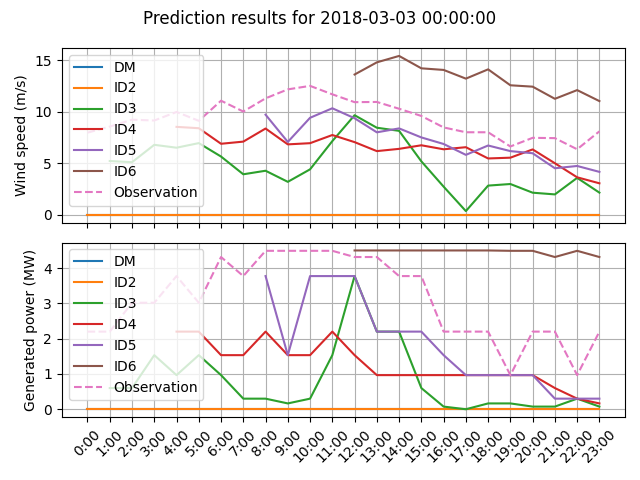 Prediction results for 2018-03-03 00:00:00
Wind speed (m/s)
15
10
5
0
DM
ID2
ID3
ID4
ID5
ID6
Observation
Generated power (MW)
4
3
2
1
0
DM
ID2
ID3
ID4
ID5
ID6
Observation
0:00 1:00 2:00 3:00 4:00 5:00 6:00 7:00 8:00 9:00 10:00 11:00 12:00 13:00 14:00 15:00 16:00 17:00 18:00 19:00 20:00 21:00 22:00 23:00